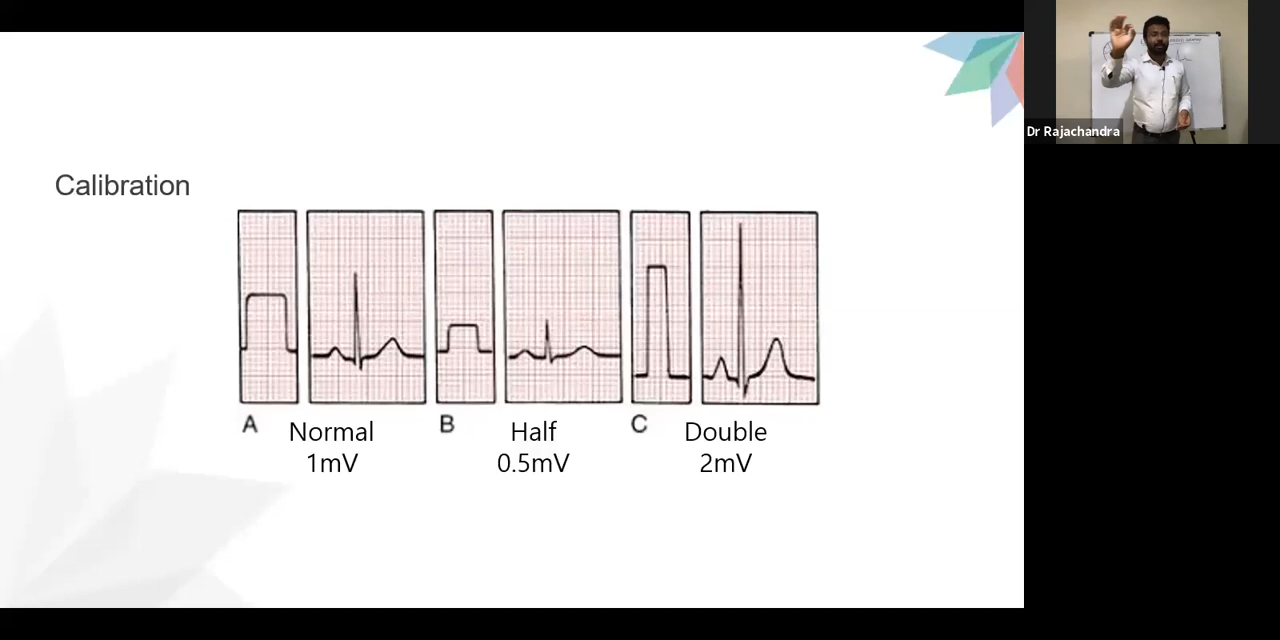 Calibration
A
Normal
1mV
B
Half
0.5mV
C
Double
2mV
Dr Rajachandra